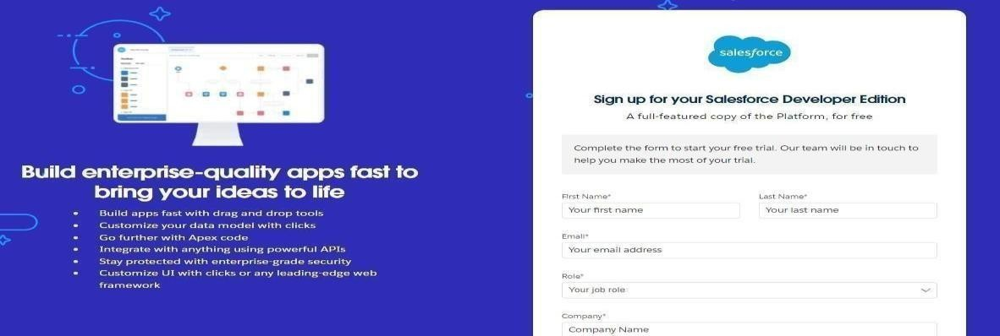 Build enterprise-quality apps fast to
bring your ideas to life
• Build apps fast with drag and drop tools
• Customize your data model with clicks
• Go further with Apex code
• Integrate with anything using powerful APIs
• Stay protected with enterprise-grade security
• Customize UI with clicks or any leading-edge web
framework
salesforce
Sign up for your Salesforce Developer Edition
A full-featured copy of the Platform, for free
Complete the form to start your free trial. Our team will be in touch to
help you make the most of your trial.
First Name* Last Name*
Your first name Your last name
Email*
Your email address
Role*
Your job role
Company*
Company Name